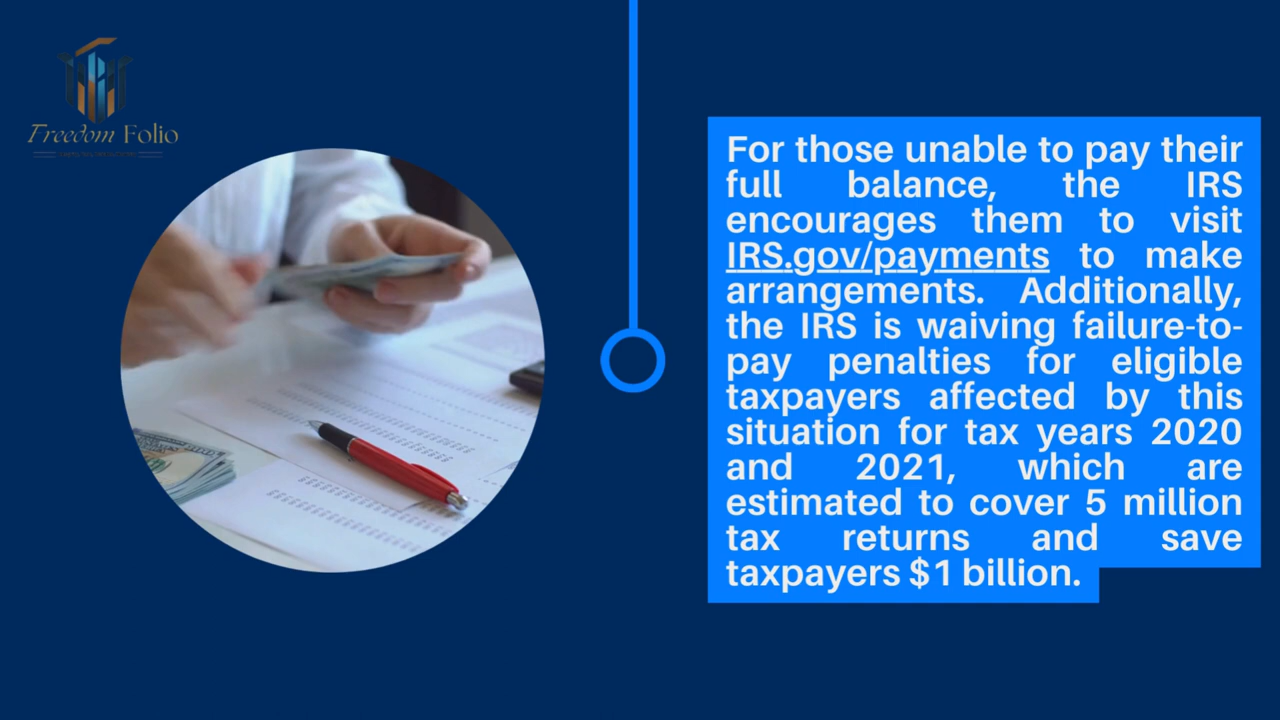 Freedom Folio
For those unable to pay their
full balance, the IRS
encourages them to visit
IRS.gov/payments to make
arrangements. Additionally,
the IRS is waiving failure-to-
pay penalties for eligible
taxpayers affected by this
situation for tax years 2020
and 2021, which are
estimated to cover 5 million
tax returns and save
taxpayers $1 billion.